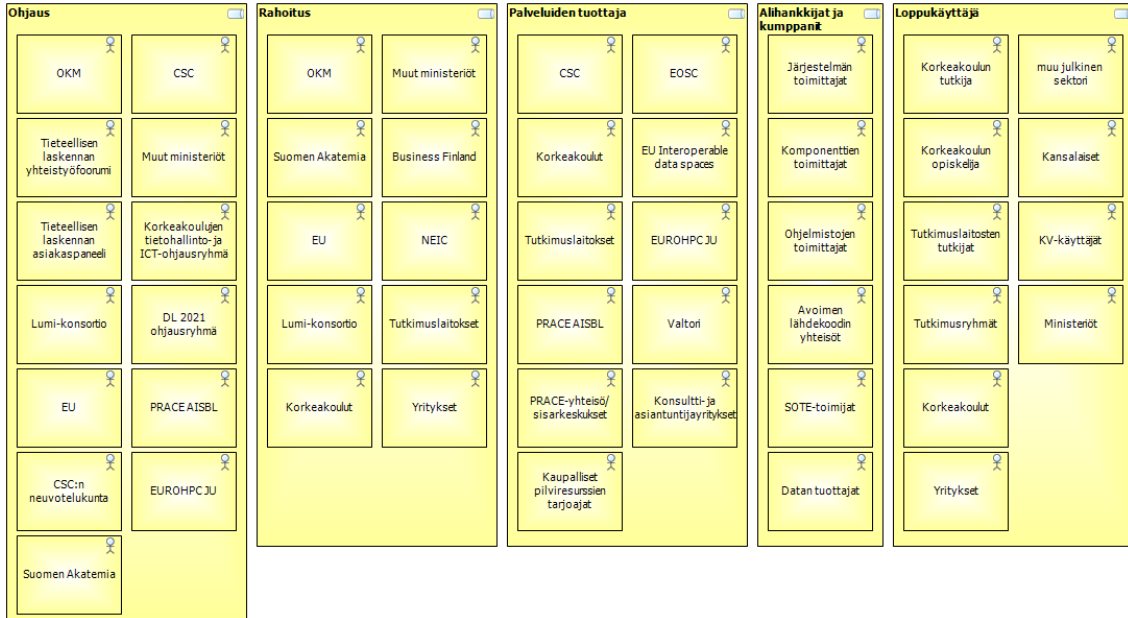 Ohjaus
OKM
CSC
Tieteellisen
laskennan
yhteistyöfoorumi
Muut ministeriöt
Tieteellisen
laskennan
asiakaspaneeli
Korkeakoulujen
tietohallinto-ja
ICT-ohjausryhmä
Lumi-konsortio
DL 2021
ohjausryhmä
EU
PRACE AISBL
CSC:n
neuvotelukunta
EUROHPC JU
Suomen Akatemia
Rahoitus
OKM
Muut ministeriöt
Suomen Akatemia
Business Finland
EU
NEIC
Lumi-konsortio
Tutkimuslaitokset
Korkeakoulut
Yritykset
Palveluiden tuottaja
CSC
EOSC
Korkeakoulut
EU Interoperable
data spaces
Tutkimuslaitokset
EUROHPC JU
PRACE AISBL
Valtori
PRACE-yhteisö/
sisarkeskukset
Konsultti-ja
asiantuntijayritykset
Kaupalliset
pilviresurssien
tarjoajat
Alihankkijat ja
kumppanit
Järjestelmän
toimittajat
Komponenttien
toimittajat
Ohjelmistojen
toimittajat
Avoimen
lähdekoodin
yhteisöt
SOTE-toimijat
Datan tuottajat
Loppukäyttäjä
Korkeakoulun
tutkija
muu julkinen
sektori
Korkeakoulun
opiskelija
Kansalaiset
Tutkimuslaitosten
tutkijat
KV-käyttäjät
Tutkimusryhmät
Ministeriöt
Korkeakoulut
Yritykset